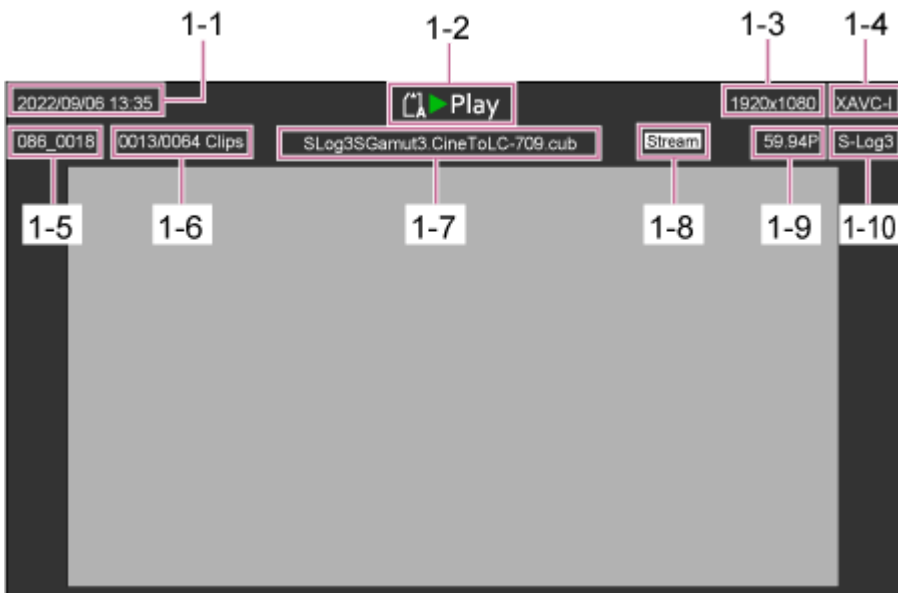 1-1 1-2 1-3 1-4
2022/09/06 13:35 A Play 1920x1080 XAVC-I
086_0018 0013/0064 Clips SLog3SGamut3.CineToLC-709.cub Stream 59.94P S-Log3
1-5 1-6 1-7 1-8 1-9 1-10